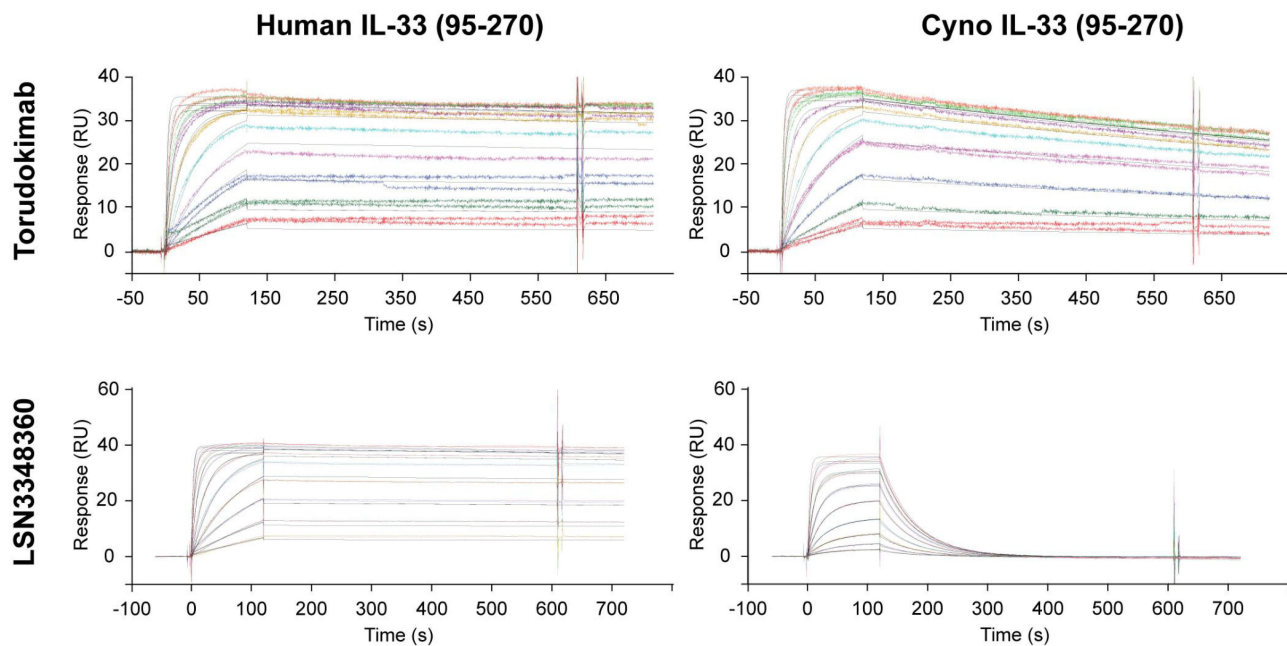 Human IL-33 (95-270)
Cyno IL-33 (95-270)
Torudokimab
Response (RU)
40
30
20
10
0
-50 50 150 250 350 450 550 650
Time (s)
Response (RU)
40
30
20
10
0
-50 50 150 250 350 450 550 650
Time (s)
LSN3348360
Response (RU)
60
40
20
0
-100 0 100 200 300 400 500 600 700
Time (s)
Response (RU)
60
40
20
0
-100 0 100 200 300 400 500 600 700
Time (s)